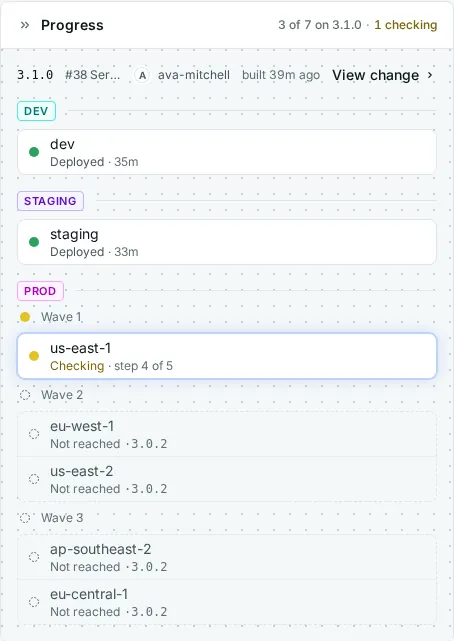 Progress 3 of 7 on 3.1.0 · 1 checking
3.1.0 #38 Ser... A ava-mitchell built 39m ago View change
DEV
dev
Deployed · 35m
STAGING
staging
Deployed · 33m
PROD
Wave 1
us-east-1
Checking · step 4 of 5
Wave 2
eu-west-1
Not reached ·3.0.2
us-east-2
Not reached ·3.0.2
Wave 3
ap-southeast-2
Not reached ·3.0.2
eu-central-1
Not reached ·3.0.2